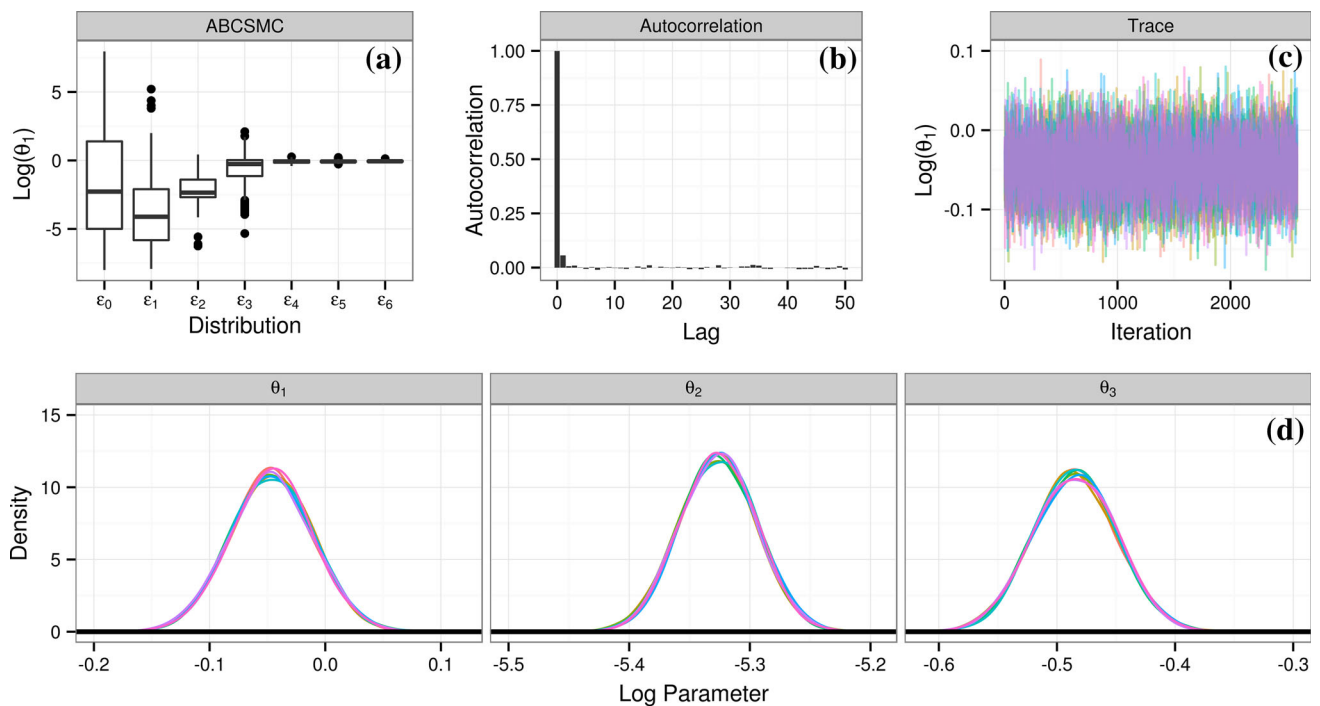 ABCSMC
(a)
Log(θ1)
5
0
-5
ε0 ε1 ε2 ε3 ε4 ε5 ε6
Distribution
Autocorrelation
(b)
Autocorrelation
1.00
0.75
0.50
0.25
0.00
0 10 20 30 40 50
Lag
Trace
(c)
Log(θ1)
0.1
0.0
-0.1
0 1000 2000
Iteration
θ1
θ2
θ3
(d)
Density
15
10
5
0
-0.2 -0.1 0.0 0.1
-5.5 -5.4 -5.3 -5.2
-0.6 -0.5 -0.4 -0.3
Log Parameter